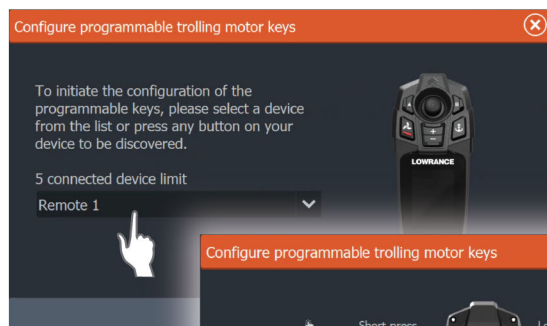 Configure programmable trolling motor keys
To initiate the configuration of the
programmable keys, please select a device
from the list or press any button on your
device to be discovered.
5 connected device limit
Remote 1
LOWRANCE
Configure programmable trolling motor keys
Short press